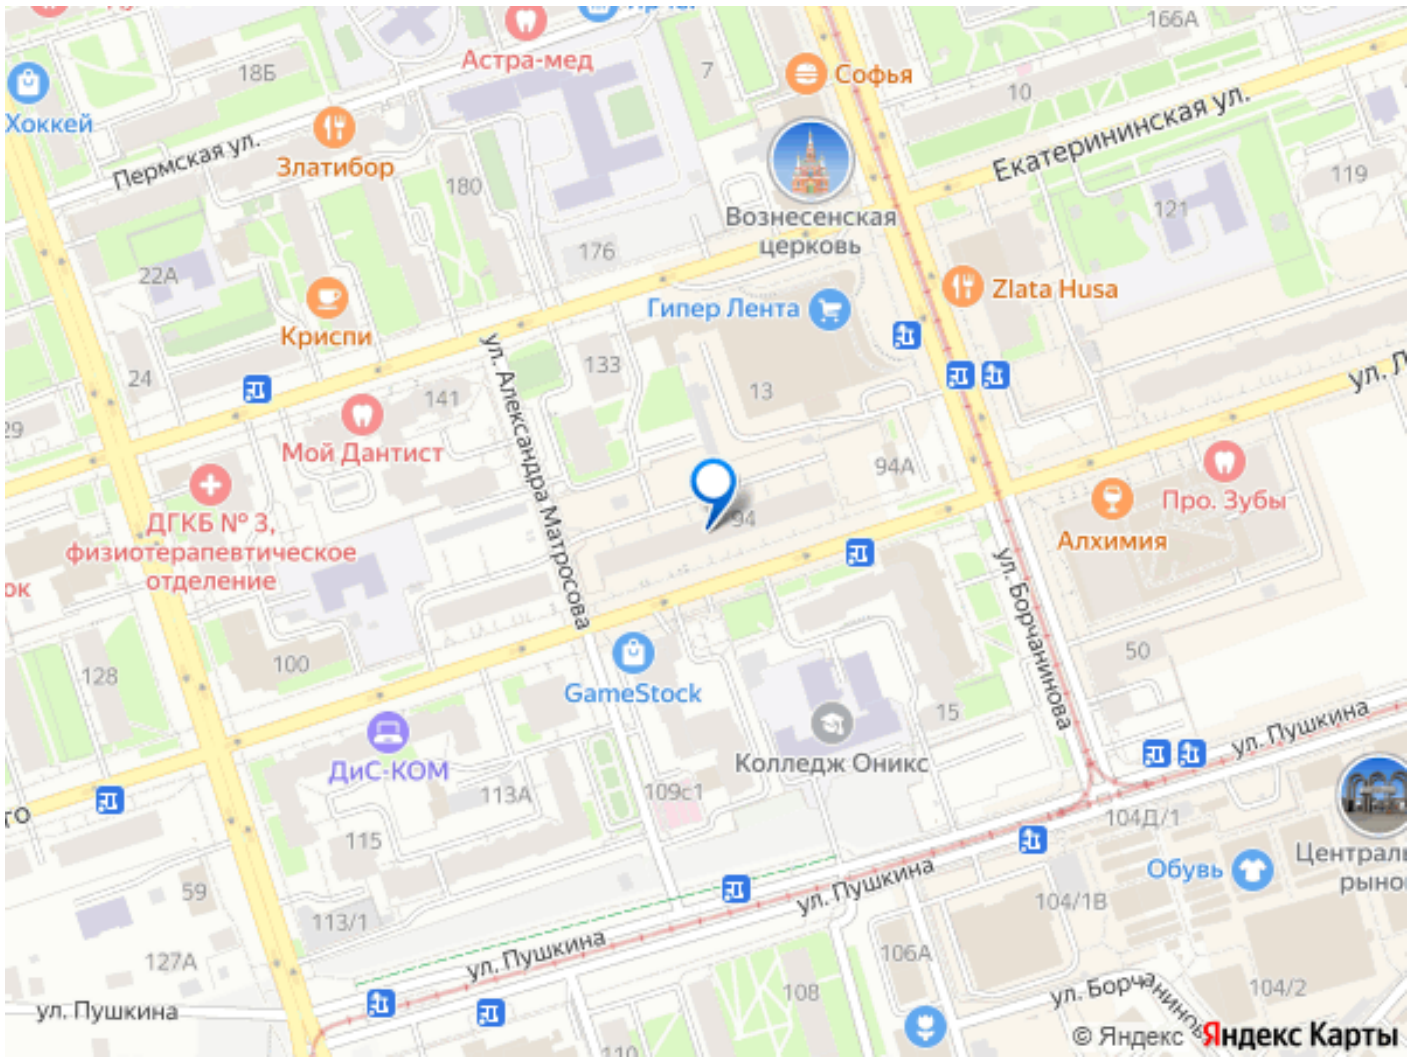 166А
Астра-мед
18Б
7
Софья
10
Хоккей
Екатерининская ул.
Пермская ул.
Златибор
180
119
121
Вознесенская
церковь
176
22А
Zlata Husa
Гипер Лента
Криспи
ул. Александра Матросова
133
24
13
141
29
Мой Дантист
94А
Про. Зубы
94
ДГКБ № 3,
физиотерапевтическое
отделение
Алхимия
ул. Борчанинова
100
128
50
GameStock
15
ул. Пушкина
Колледж Оникс
ДиС-КОМ
113А
109с1
104Д/1
115
Обувь
59
ул. Пушкина
104/1В
113/1
ул. Пушкина
106А
127А
108
104/2
ул. Пушкина
110
© Яндекс
Яндекс Карты